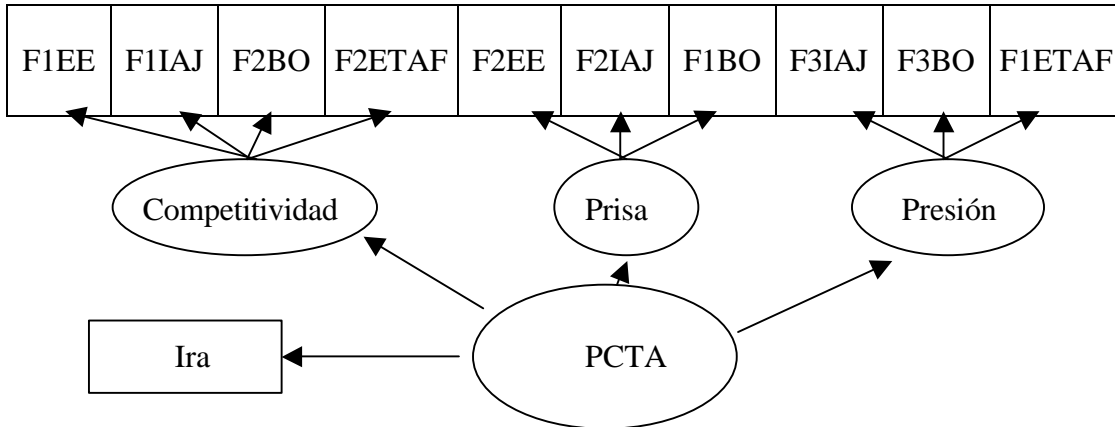 F1EE F1IAJ F2BO F2ETAF F2EE F2IAJ F1BO F3IAJ F3BO F1ETAF
Competitividad Prisa Presión
Ira PCTA